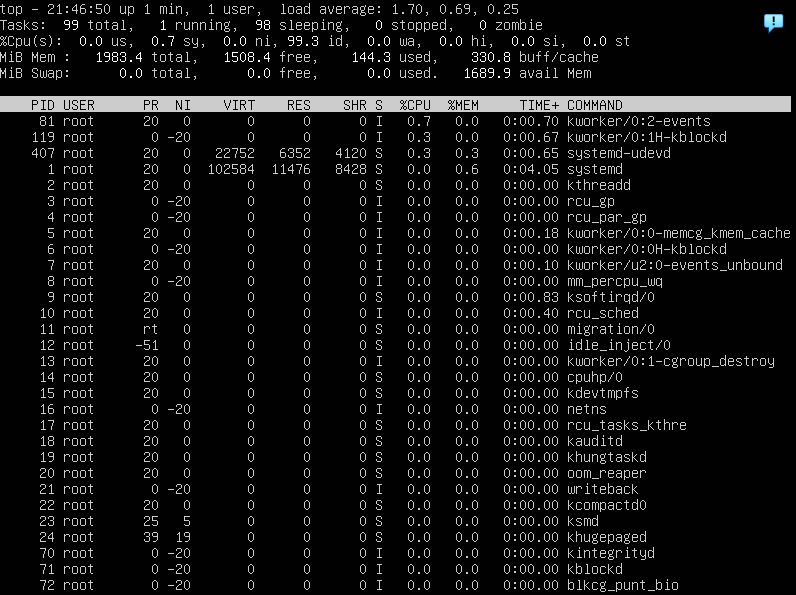 top - 21:46:50 up 1 min,  1 user,  load average: 1.70, 0.69, 0.25
Tasks:  99 total,   1 running,  98 sleeping,   0 stopped,   0 zombie
%Cpu(s):  0.0 us,  0.7 sy,  0.0 ni, 99.3 id,  0.0 wa,  0.0 hi,  0.0 si,  0.0 st
MiB Mem :   1983.4 total,   1508.4 free,    144.3 used,    330.8 buff/cache
MiB Swap:      0.0 total,      0.0 free,      0.0 used.   1689.9 avail Mem
PID USER      PR  NI    VIRT    RES    SHR S  %CPU  %MEM     TIME+ COMMAND
81 root      20   0       0      0      0 I   0.7   0.0   0:00.70 kworker/0:2-events
119 root       0 -20       0      0      0 I   0.3   0.0   0:00.67 kworker/0:1H-kblockd
407 root      20   0   22752   6352   4120 S   0.3   0.3   0:00.65 systemd-udevd
1 root      20   0  102584  11476   8428 S   0.0   0.6   0:04.05 systemd
2 root      20   0       0      0      0 S   0.0   0.0   0:00.00 kthreadd
3 root       0 -20       0      0      0 I   0.0   0.0   0:00.00 rcu_gp
4 root       0 -20       0      0      0 I   0.0   0.0   0:00.00 rcu_par_gp
5 root      20   0       0      0      0 I   0.0   0.0   0:00.18 kworker/0:0-memcg_kmem_cache
6 root       0 -20       0      0      0 I   0.0   0.0   0:00.00 kworker/0:0H-kblockd
7 root      20   0       0      0      0 I   0.0   0.0   0:00.10 kworker/u2:0-events_unbound
8 root       0 -20       0      0      0 I   0.0   0.0   0:00.00 mm_percpu_wq
9 root      20   0       0      0      0 S   0.0   0.0   0:00.83 ksoftirqd/0
10 root      20   0       0      0      0 I   0.0   0.0   0:00.40 rcu_sched
11 root      rt   0       0      0      0 S   0.0   0.0   0:00.00 migration/0
12 root     -51   0       0      0      0 S   0.0   0.0   0:00.00 idle_inject/0
13 root      20   0       0      0      0 I   0.0   0.0   0:00.00 kworker/0:1-cgroup_destroy
14 root      20   0       0      0      0 S   0.0   0.0   0:00.00 cpuhp/0
15 root      20   0       0      0      0 S   0.0   0.0   0:00.00 kdevtmpfs
16 root       0 -20       0      0      0 I   0.0   0.0   0:00.00 netns
17 root      20   0       0      0      0 S   0.0   0.0   0:00.00 rcu_tasks_kthre
18 root      20   0       0      0      0 S   0.0   0.0   0:00.00 kauditd
19 root      20   0       0      0      0 S   0.0   0.0   0:00.00 khungtaskd
20 root      20   0       0      0      0 S   0.0   0.0   0:00.00 oom_reaper
21 root       0 -20       0      0      0 I   0.0   0.0   0:00.00 writeback
22 root      20   0       0      0      0 S   0.0   0.0   0:00.00 kcompactd0
23 root      25   5       0      0      0 S   0.0   0.0   0:00.00 ksmd
24 root      39  19       0      0      0 S   0.0   0.0   0:00.00 khugepaged
70 root       0 -20       0      0      0 I   0.0   0.0   0:00.00 kintegrityd
71 root       0 -20       0      0      0 I   0.0   0.0   0:00.00 kblockd
72 root       0 -20       0      0      0 I   0.0   0.0   0:00.00 blkcg_punt_bio